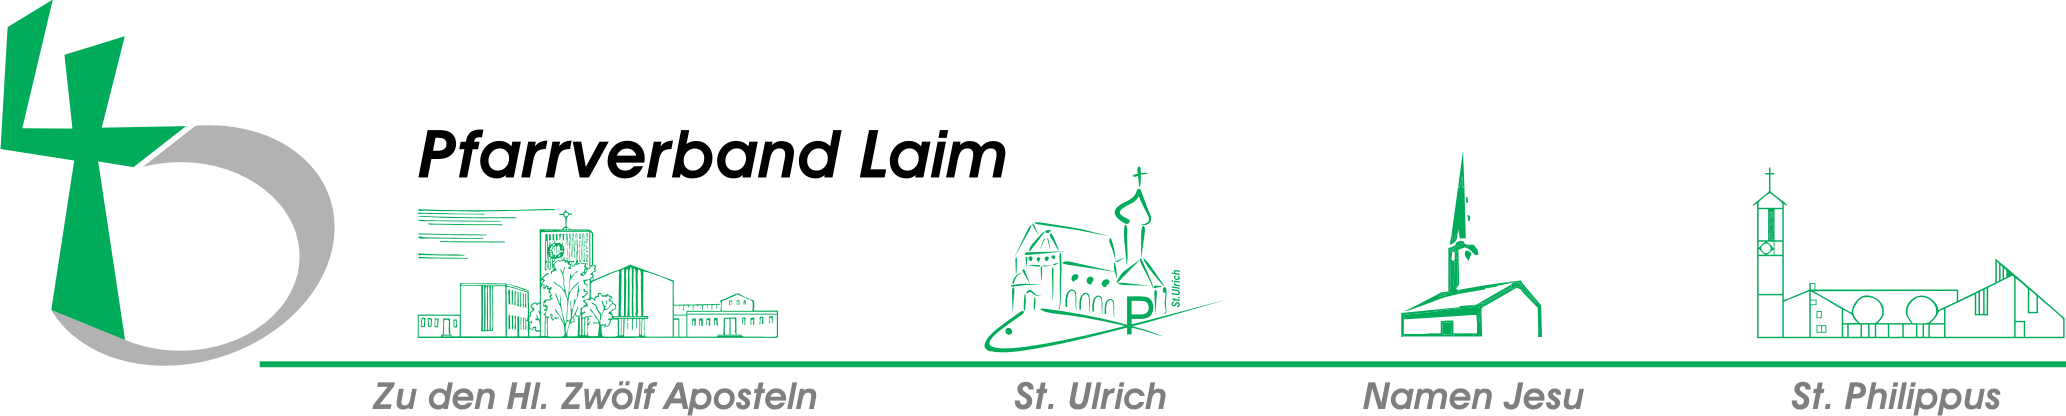 Pfarrverband Laim
St.Ulrich
P
Zu den Hl. Zwölf Aposteln
St. Ulrich
Namen Jesu
St. Philippus